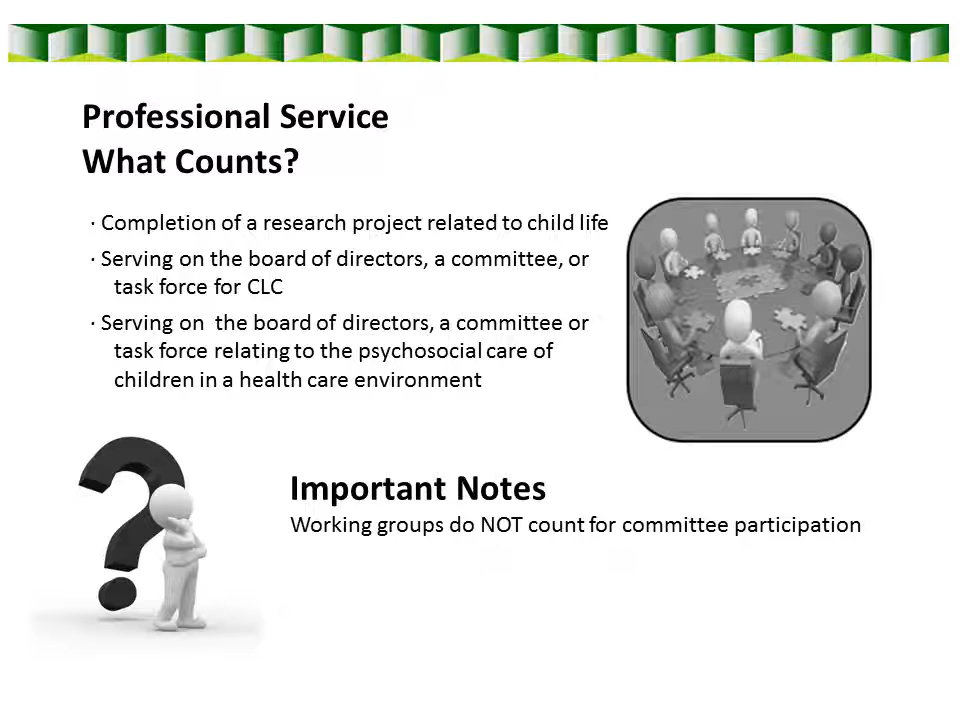 Professional Service
What Counts?
· Completion of a research project related to child life
· Serving on the board of directors, a committee, or
task force for CLC
· Serving on  the board of directors, a committee or
task force relating to the psychosocial care of
children in a health care environment
Important Notes
Working groups do NOT count for committee participation